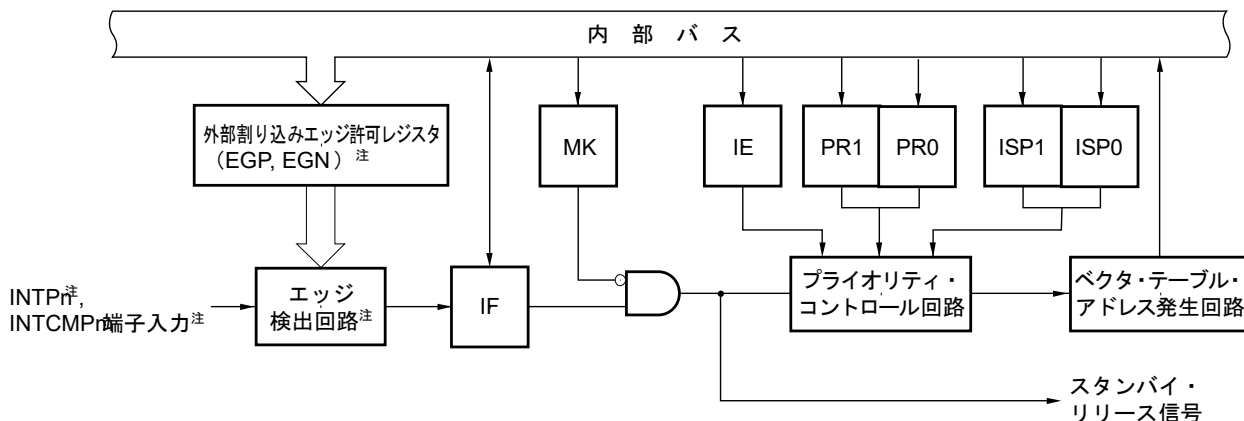 内 部 バ ス
外部割り込みエッジ許可レジスタ
(EGP, EGN) 注
MK
IE
PR1
PR0
ISP1
ISP0
INTPn注,
INTCMPm端子入力注
エッジ
検出回路注
IF
プライオリティ・
コントロール回路
ベクタ・テーブル・
アドレス発生回路
スタンバイ・
リリース信号